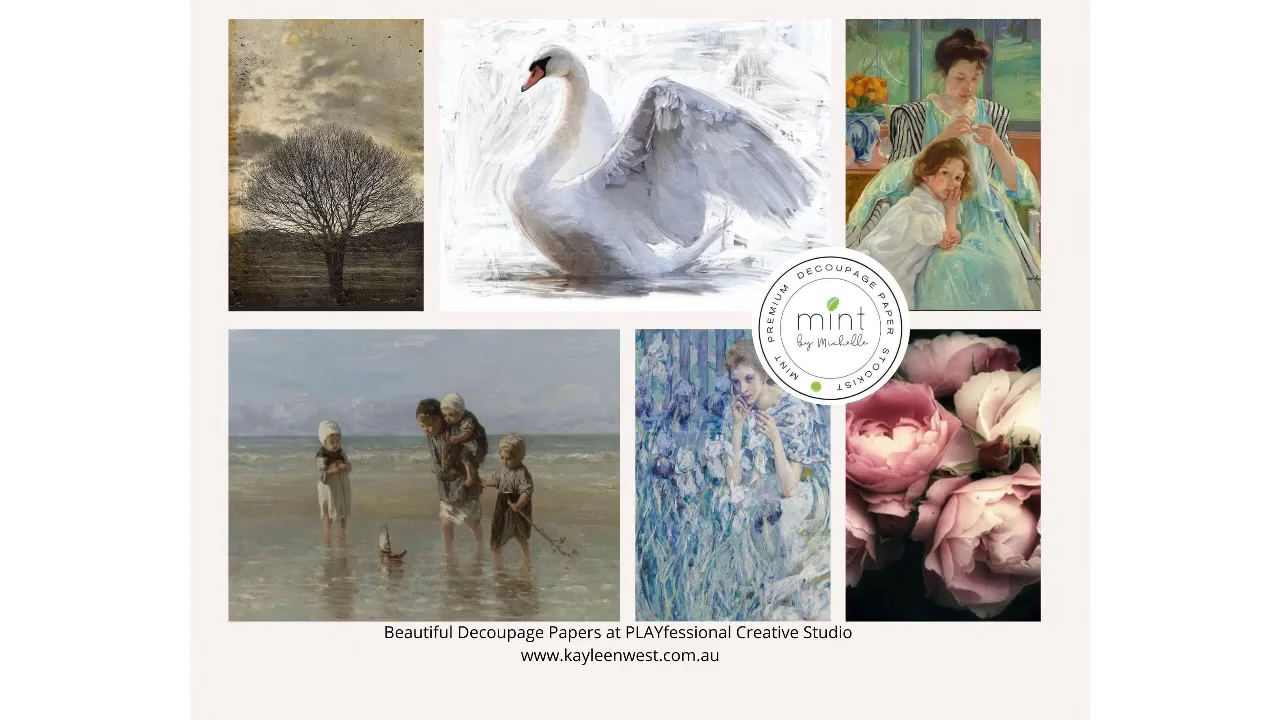 MINT PREMIUM DECOUPAGE PAPER STOCKIST
mint
by Michelle
Beautiful Decoupage Papers at PLAYfessional Creative Studio
www.kayleenwest.com.au